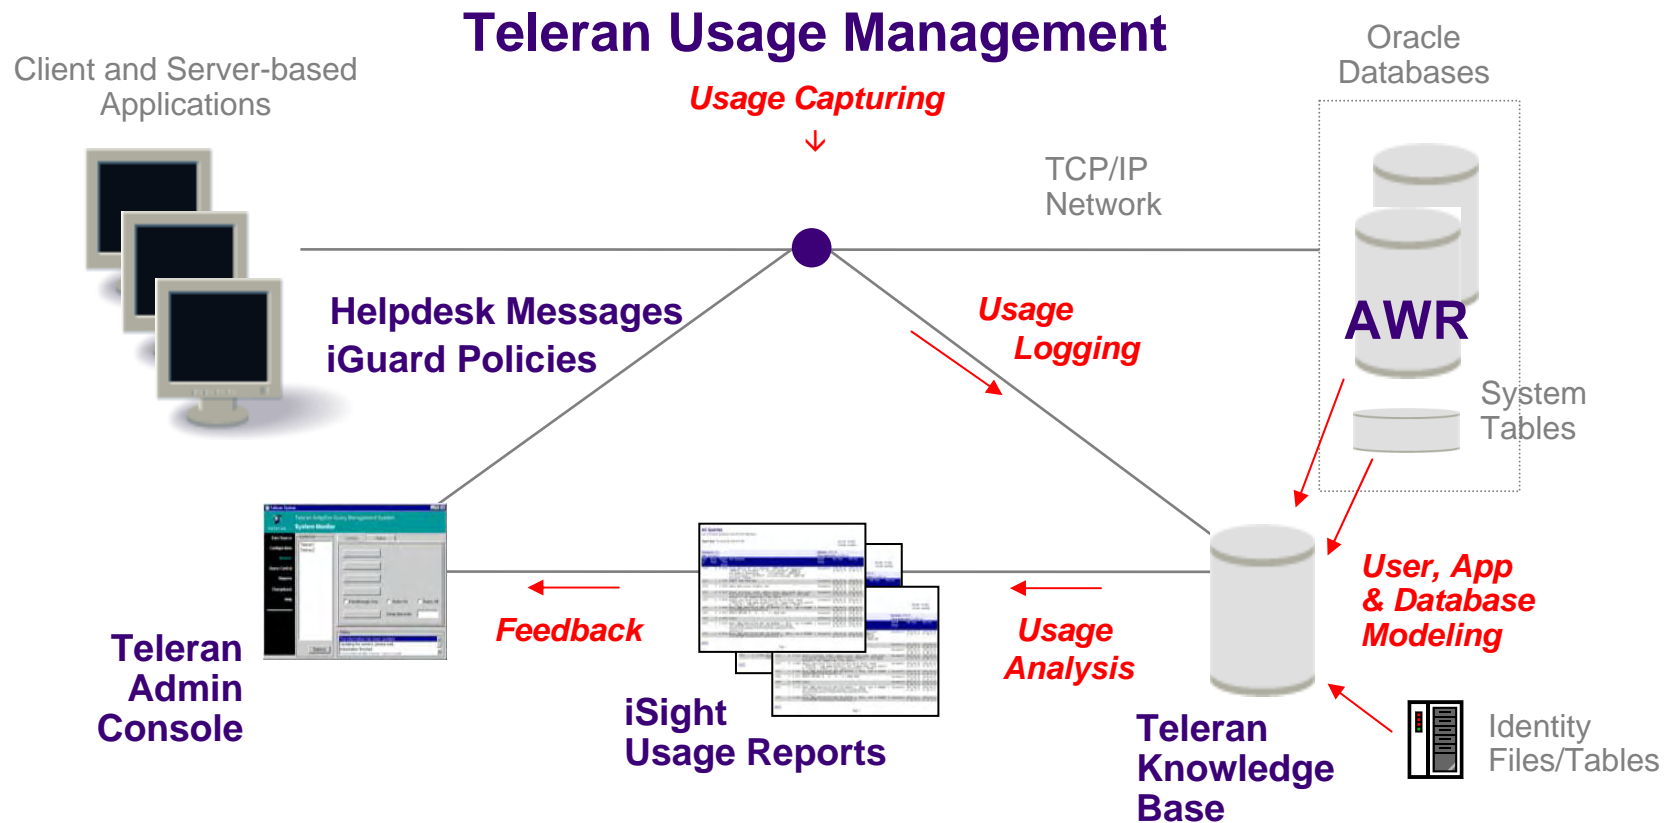 Teleran Usage Management
Client and Server-based
Applications
Usage Capturing
Oracle
Databases
TCP/IP
Network
Helpdesk Messages
iGuard Policies
Usage
Logging
AWR
System
Tables
Feedback
Usage
Analysis
User, App
& Database
Modeling
Teleran
Admin
Console
iSight
Usage Reports
Teleran
Knowledge
Base
Identity
Files/Tables
System Monitor